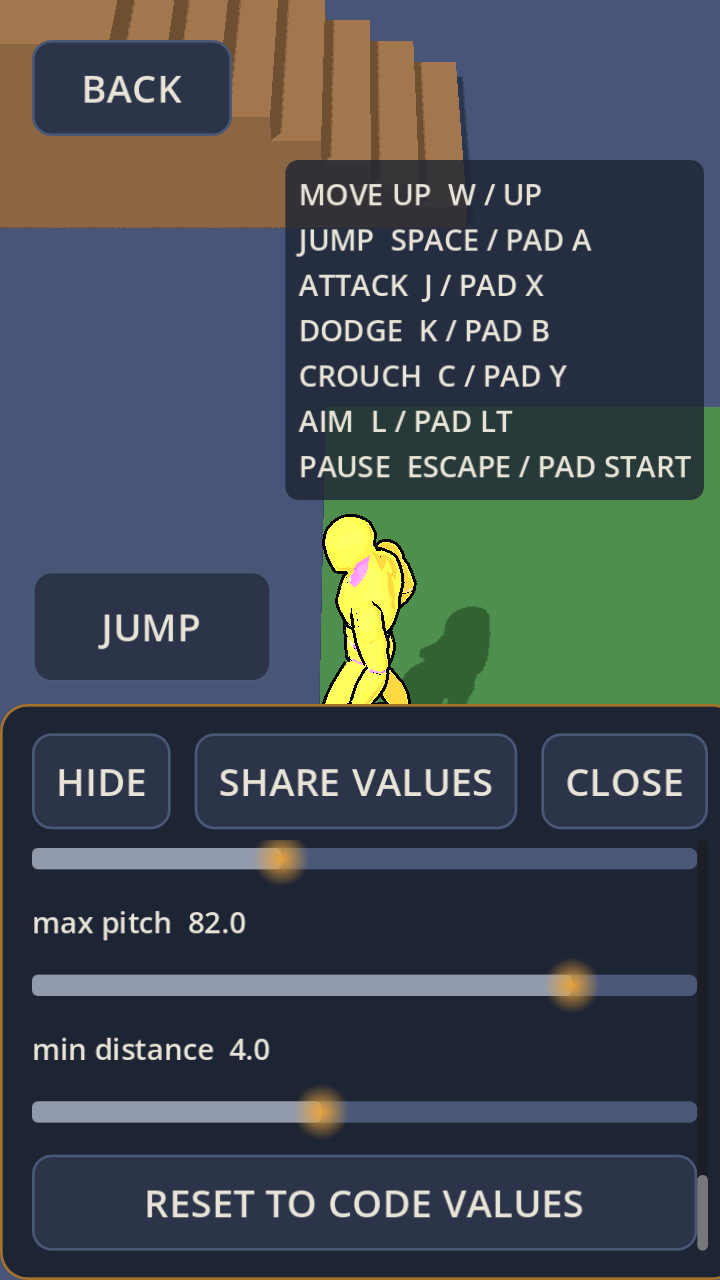 BACK
MOVE UP  W / UP
JUMP  SPACE / PAD A
ATTACK  J / PAD X
DODGE  K / PAD B
CROUCH  C / PAD Y
AIM  L / PAD LT
PAUSE  ESCAPE / PAD START
JUMP
HIDE
SHARE VALUES
CLOSE
max pitch  82.0
min distance  4.0
RESET TO CODE VALUES